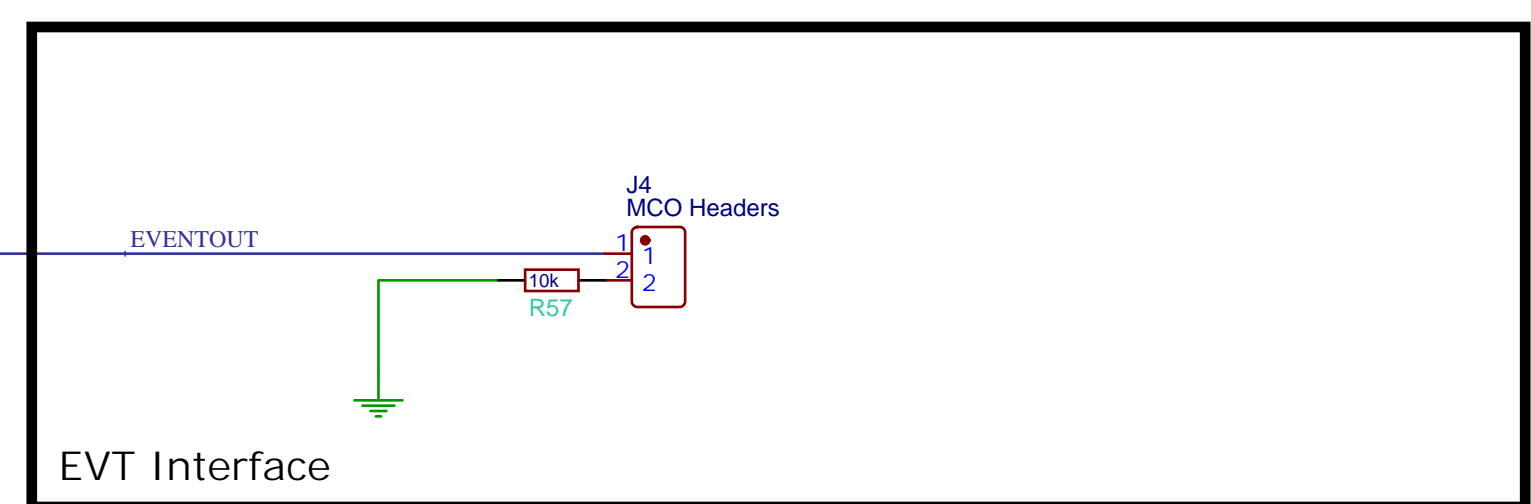 J4
MCO Headers
EVENTOUT
1
1
2
2
10k
R57
EVT Interface